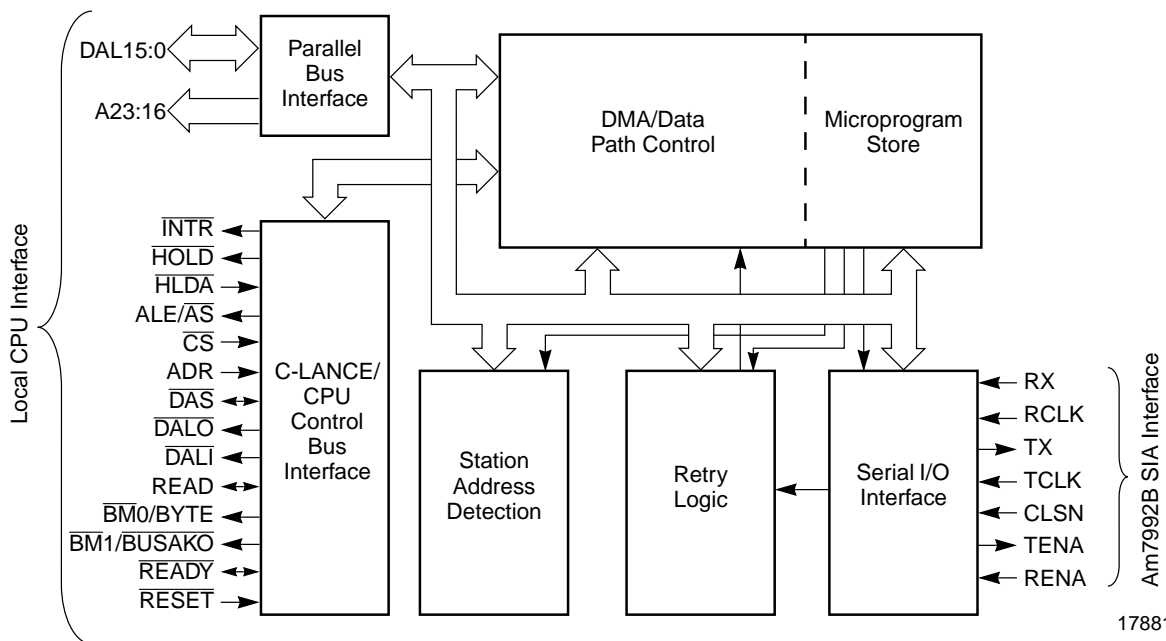 DAL15:0
A23:16
Parallel
Bus
Interface
DMA/Data
Path Control
Microprogram
Store
Local CPU Interface
INTR
HOLD
HLDA
ALE/AS
CS
ADR
DAS
DALO
DALI
READ
BM0/BYTE
BM1/BUSAKO
READY
RESET
C-LANCE/
CPU
Control
Bus
Interface
Station
Address
Detection
Retry
Logic
Serial I/O
Interface
RX
RCLK
TX
TCLK
CLSN
TENA
RENA
Am7992B SIA Interface
17881